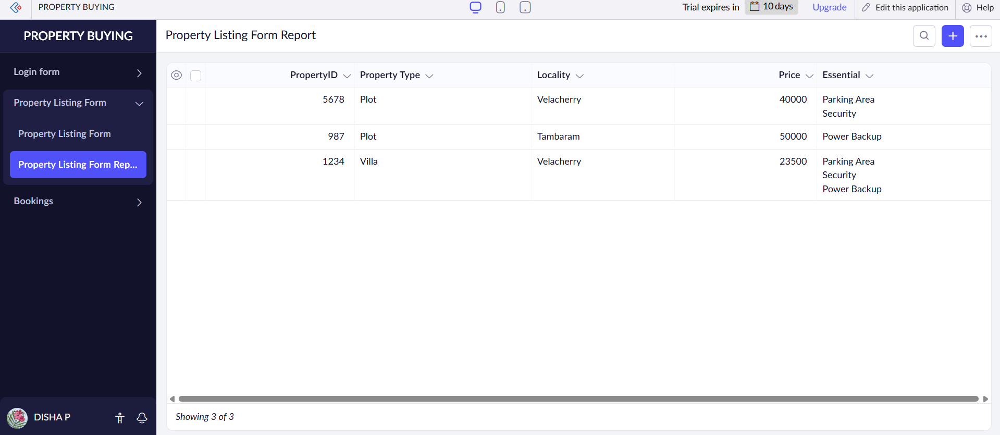 PROPERTY BUYING
Trial expires in 10 days Upgrade Edit this application Help
PROPERTY BUYING
Login form
Property Listing Form
Property Listing Form
Property Listing Form Rep...
Bookings
DISHA P
Property Listing Form Report
PropertyID Property Type Locality Price Essential
5678 Plot Velacherry 40000 Parking Area
Security
987 Plot Tambaram 50000 Power Backup
1234 Villa Velacherry 23500 Parking Area
Security
Power Backup
Showing 3 of 3